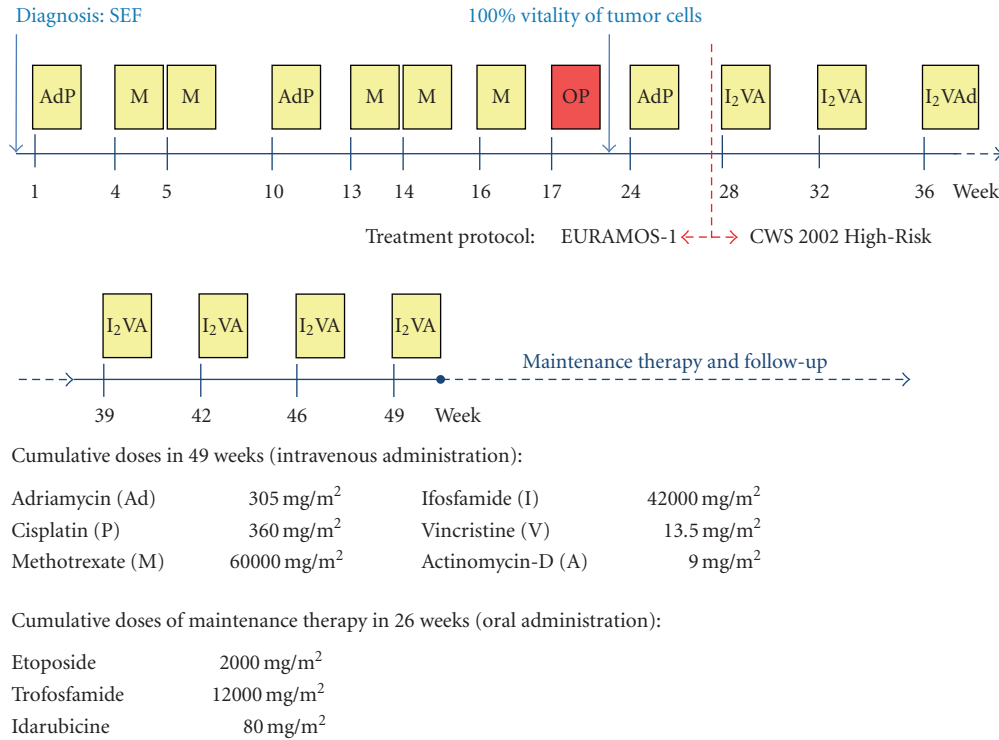 Diagnosis: SEF 100% vitality of tumor cells
AdP M M AdP M M M OP AdP I₂VA I₂VA I₂VAd
1 4 5 10 13 14 16 17 24 28 32 36 Week
Treatment protocol: EURAMOS-1 CWS 2002 High-Risk
I₂VA I₂VA I₂VA I₂VA
Maintenance therapy and follow-up
39 42 46 49 Week
Cumulative doses in 49 weeks (intravenous administration):
Adriamycin (Ad) 305 mg/m² Ifosfamide (I) 42000 mg/m²
Cisplatin (P) 360 mg/m² Vincristine (V) 13.5 mg/m²
Methotrexate (M) 60000 mg/m² Actinomycin-D (A) 9 mg/m²
Cumulative doses of maintenance therapy in 26 weeks (oral administration):
Etoposide 2000 mg/m²
Trofosfamide 12000 mg/m²
Idarubicine 80 mg/m²